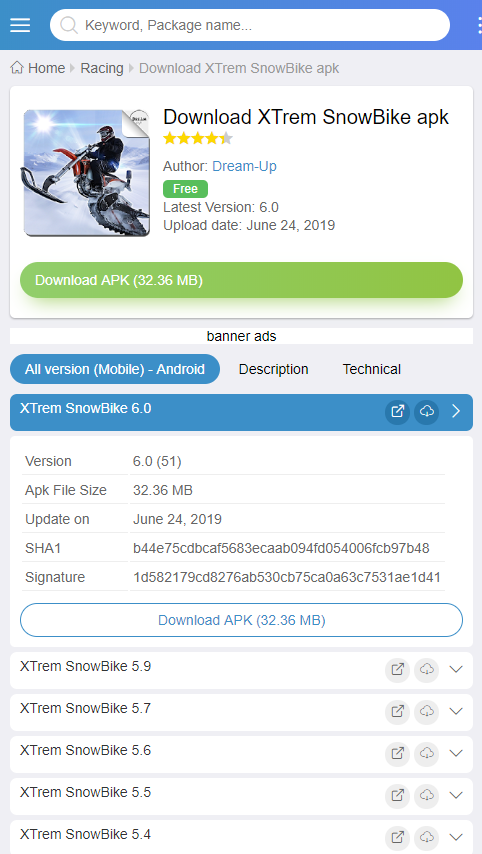 Keyword, Package name...
Home Racing Download XTrem SnowBike apk
DREAM
Download XTrem SnowBike apk
Author: Dream-Up
Free
Latest Version: 6.0
Upload date: June 24, 2019
Download APK (32.36 MB)
banner ads
All version (Mobile) - Android Description Technical
XTrem SnowBike 6.0
Version 6.0 (51)
Apk File Size 32.36 MB
Update on June 24, 2019
SHA1 b44e75cdbcaf5683ecaab094fd054006fcb97b48
Signature 1d582179cd8276ab530cb75ca0a63c7531ae1d41
Download APK (32.36 MB)
XTrem SnowBike 5.9
XTrem SnowBike 5.7
XTrem SnowBike 5.6
XTrem SnowBike 5.5
XTrem SnowBike 5.4